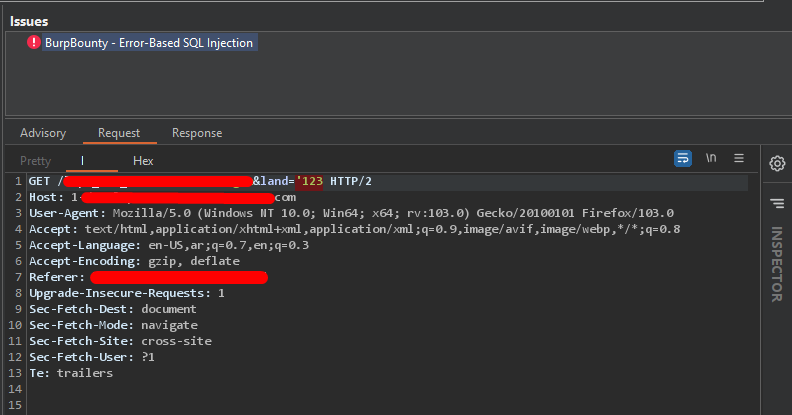 Issues
BurpBounty - Error-Based SQL Injection
Advisory Request Response
Pretty Hex \n
1 GET / &land='123 HTTP/2
2 Host: 1- com
3 User-Agent: Mozilla/5.0 (Windows NT 10.0; Win64; x64; rv:103.0) Gecko/20100101 Firefox/103.0
4 Accept: text/html,application/xhtml+xml,application/xml;q=0.9,image/avif,image/webp,*/*;q=0.8
5 Accept-Language: en-US,ar;q=0.7,en;q=0.3
6 Accept-Encoding: gzip, deflate
7 Referer:
8 Upgrade-Insecure-Requests: 1
9 Sec-Fetch-Dest: document
10 Sec-Fetch-Mode: navigate
11 Sec-Fetch-Site: cross-site
12 Sec-Fetch-User: ?1
13 Te: trailers
14
15
INSPECTOR